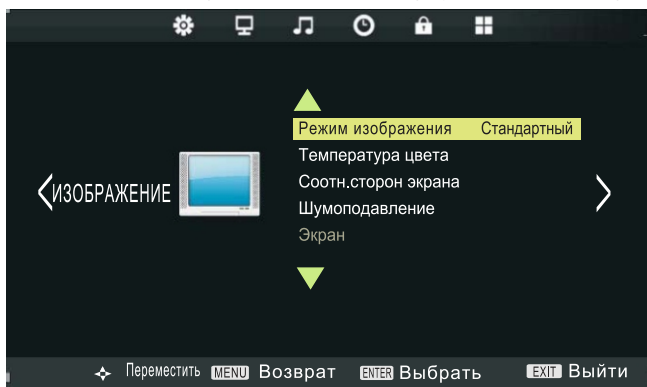 Режим изображения Стандартный
Температура цвета
Соотн.сторон экрана
ИЗОБРАЖЕНИЕ
Шумоподавление
Экран
Переместить MENU Возврат ENTER Выбрать EXIT Выйти